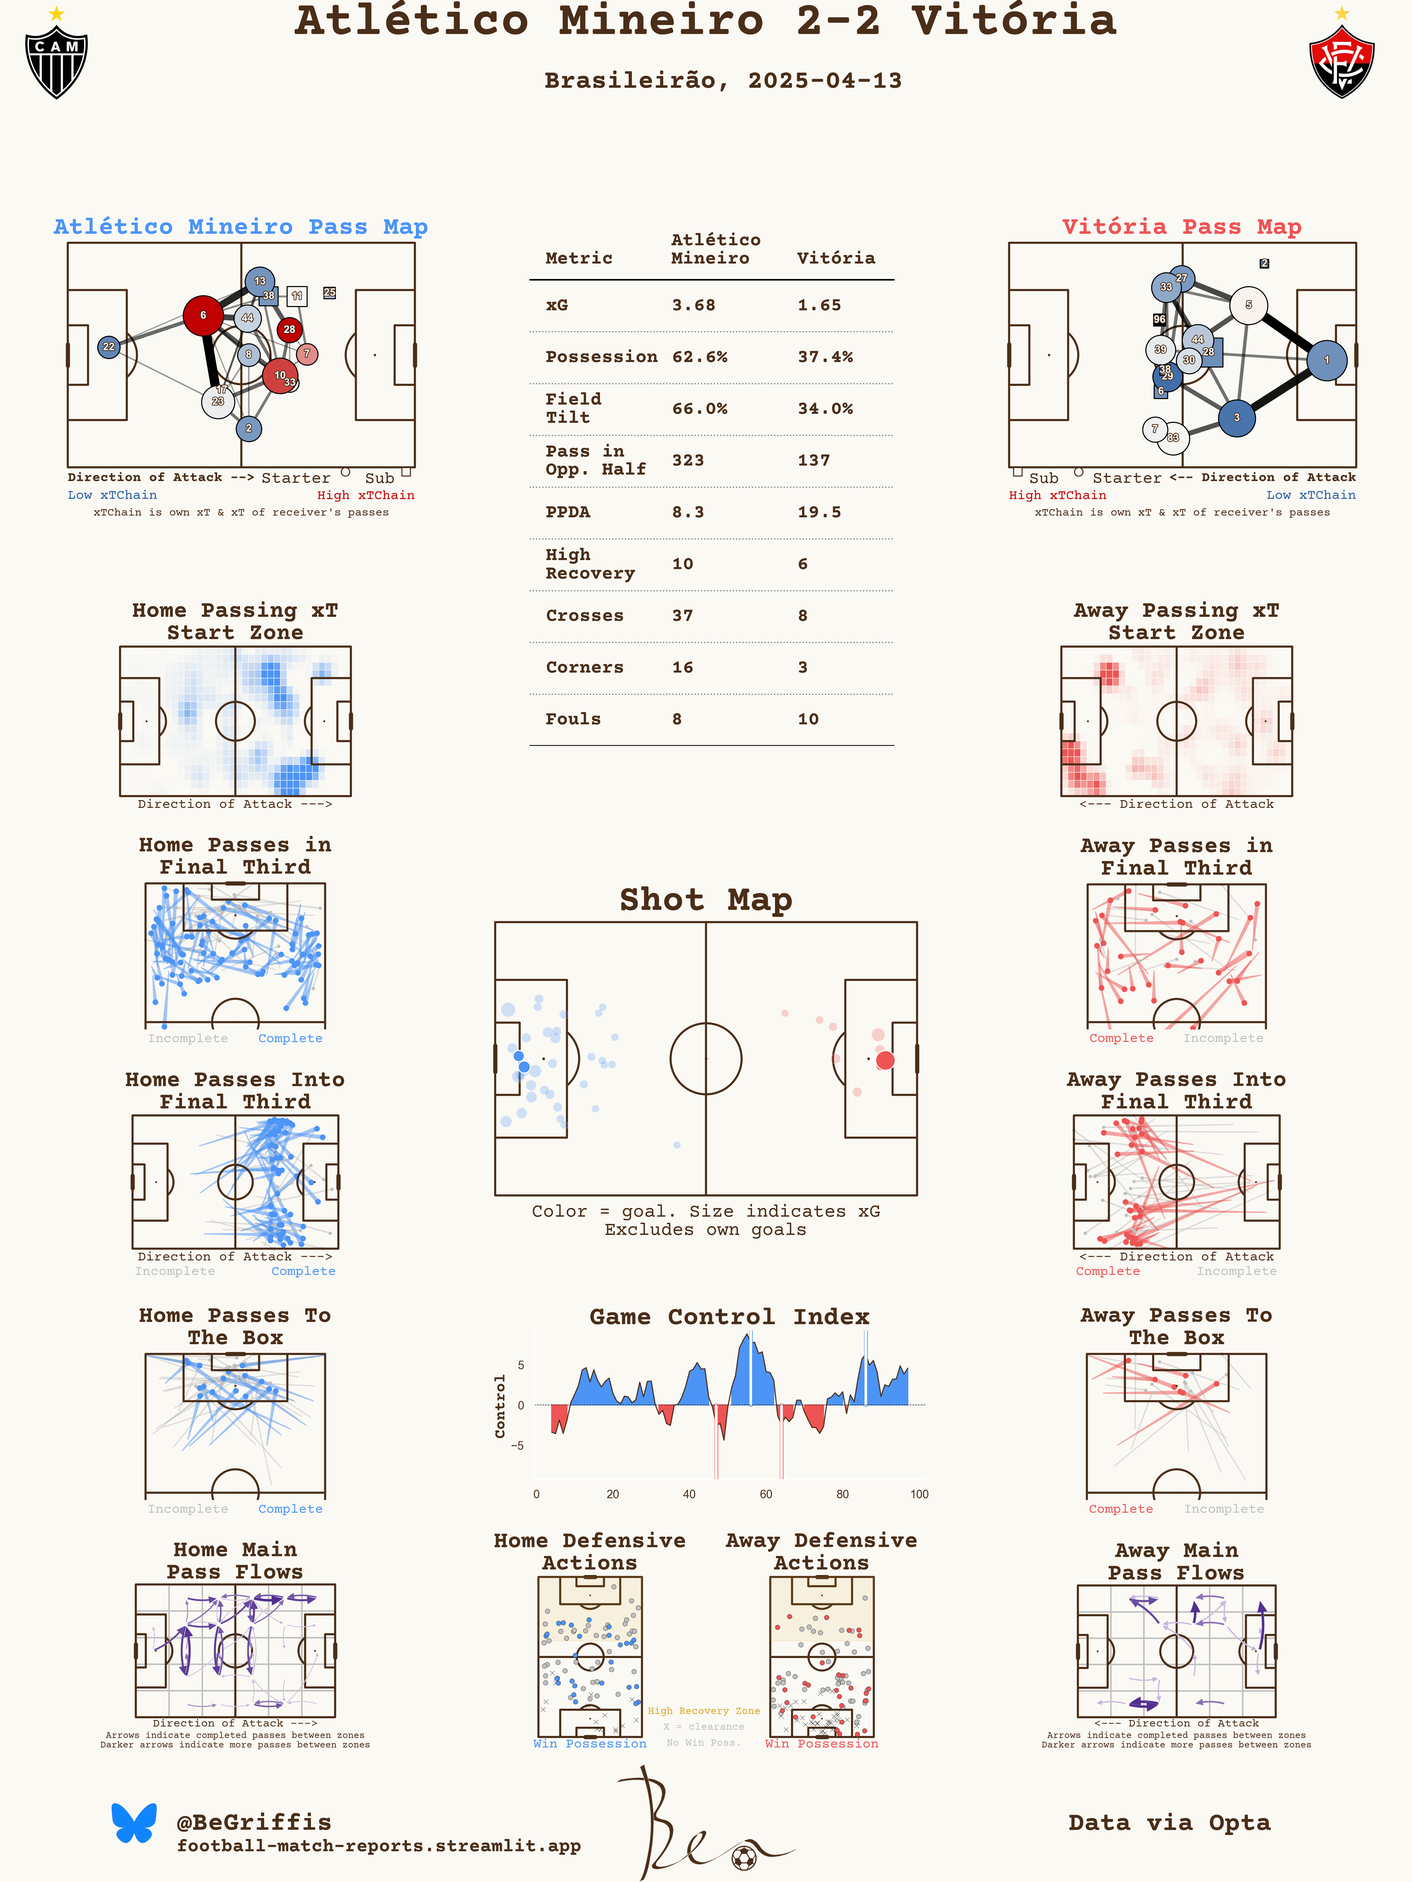 Atlético Mineiro 2-2 Vitória
Brasileirão, 2025-04-13
CAM
Atlético Mineiro Pass Map
13
38
11
25
6
44
28
22
8
7
10
33
17
23
2
Direction of Attack --> Starter Sub
Low xTChain High xTChain
xTChain is own xT & xT of receiver's passes
Metric Atlético Mineiro Vitória
xG 3.68 1.65
Possession 62.6% 37.4%
Field Tilt 66.0% 34.0%
Pass in Opp. Half 323 137
PPDA 8.3 19.5
High Recovery 10 6
Crosses 37 8
Corners 16 3
Fouls 8 10
Vitória Pass Map
2
27
33
5
96
44
39
28
30
1
38
29
6
3
7
83
Sub Starter <-- Direction of Attack
High xTChain Low xTChain
xTChain is own xT & xT of receiver's passes
Home Passing xT
Start Zone
Direction of Attack --->
Away Passing xT
Start Zone
<--- Direction of Attack
Home Passes in
Final Third
Incomplete Complete
Away Passes in
Final Third
Complete Incomplete
Shot Map
Color = goal. Size indicates xG
Excludes own goals
Home Passes Into
Final Third
Direction of Attack --->
Incomplete Complete
Away Passes Into
Final Third
<--- Direction of Attack
Complete Incomplete
Home Passes To
The Box
Incomplete Complete
Game Control Index
Control
5
0
−5
0 20 40 60 80 100
Away Passes To
The Box
Complete Incomplete
Home Main
Pass Flows
Direction of Attack --->
Arrows indicate completed passes between zones
Darker arrows indicate more passes between zones
Home Defensive
Actions
Win Possession
High Recovery Zone
X = clearance
No Win Poss.
Away Defensive
Actions
Win Possession
Away Main
Pass Flows
<--- Direction of Attack
Arrows indicate completed passes between zones
Darker arrows indicate more passes between zones
@BeGriffis
football-match-reports.streamlit.app
Ben
Data via Opta